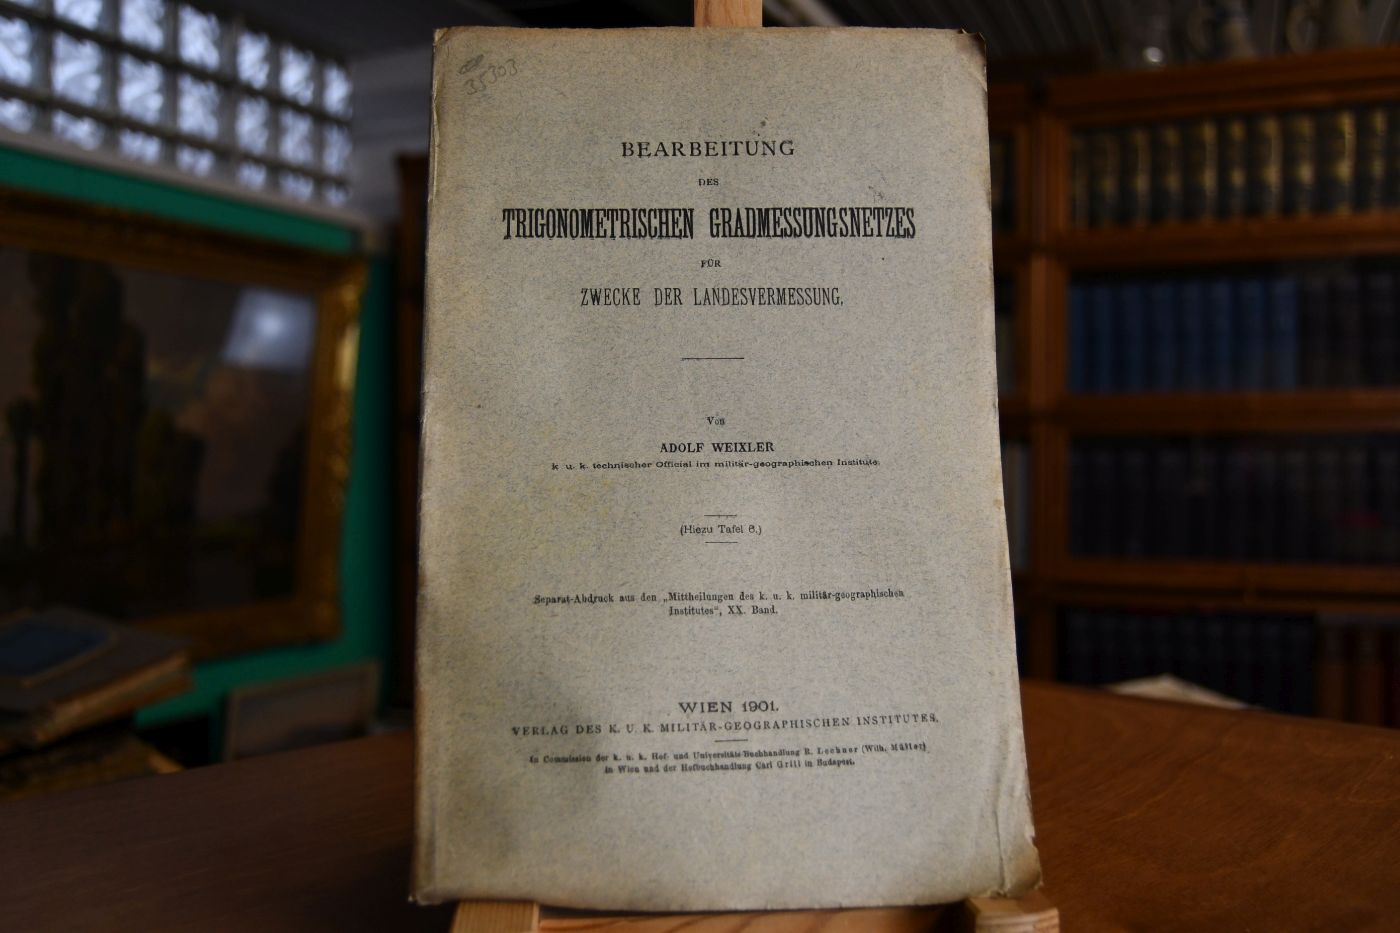 35303
BEARBEITUNG
DES
TRIGONOMETRISCHEN GRADMESSUNGSNETZES
FÜR
ZWECKE DER LANDESVERMESSUNG.
Von
ADOLF WEIXLER
k. u. k. technischer Official im militär-geographischen Institute.
(Hiezu Tafel 6.)
Separat-Abdruck aus den „Mittheilungen des k. u. k. militär-geographischen
Institutes“, XX. Band.
WIEN 1901.
VERLAG DES K. U. K. MILITÄR-GEOGRAPHISCHEN INSTITUTES.
In Commission der k. u. k. Hof- und Universitäts-Buchhandlung R. Lechner (Wilh. Müller)
in Wien und der Hofbuchhandlung Carl Grill in Budapest.